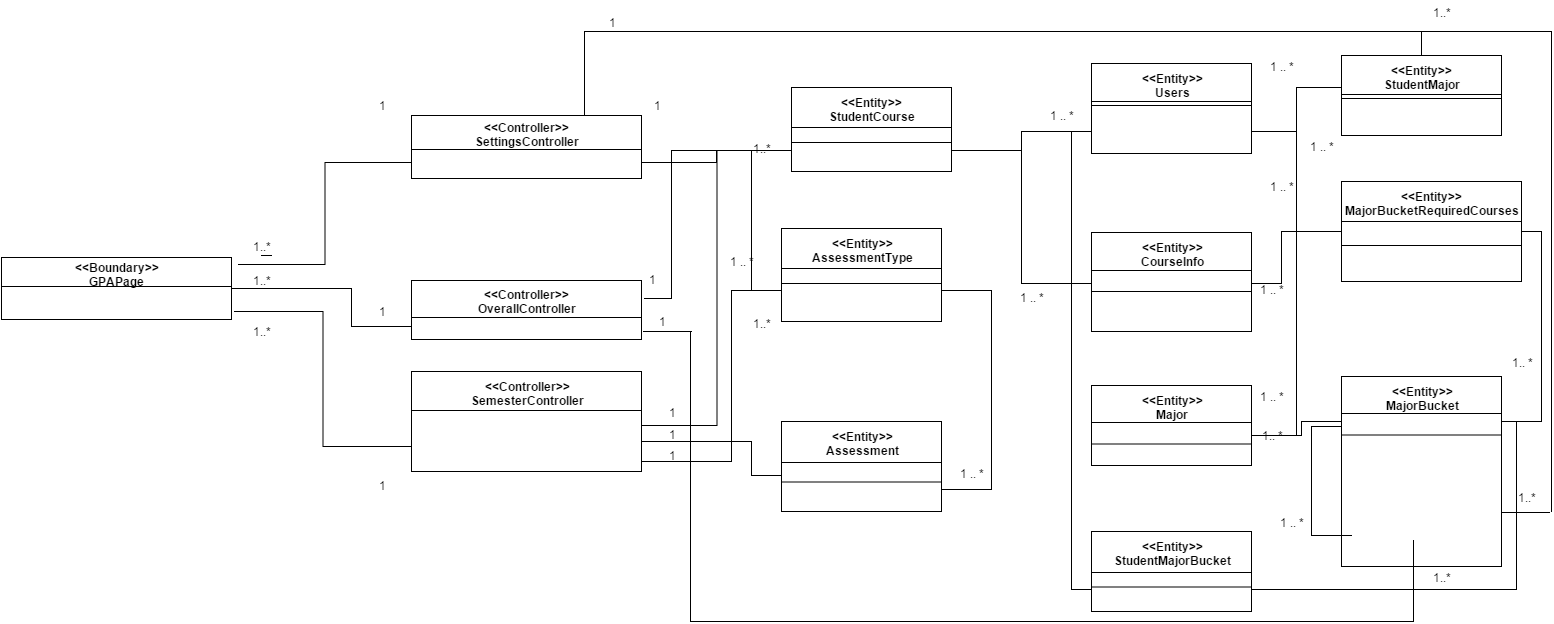 1
1..*
1
<<Controller>>
SettingsController
1
<<Entity>>
StudentCourse
1..*
<<Entity>>
Users
1 .. *
1 .. *
<<Entity>>
StudentMajor
1 .. *
1 .. *
<<Entity>>
MajorBucketRequiredCourses
1..*
1..*
1..*
<<Boundary>>
GPAPage
1
<<Controller>>
OverallController
1
1
<<Entity>>
AssessmentType
1 .. *
1..*
<<Entity>>
CourseInfo
1 .. *
1 .. *
<<Controller>>
SemesterController
1
1
1
1
<<Entity>>
Assessment
1 .. *
<<Entity>>
Major
1 .. *
1..*
<<Entity>>
MajorBucket
1.. *
1..*
1 .. *
<<Entity>>
StudentMajorBucket
1..*